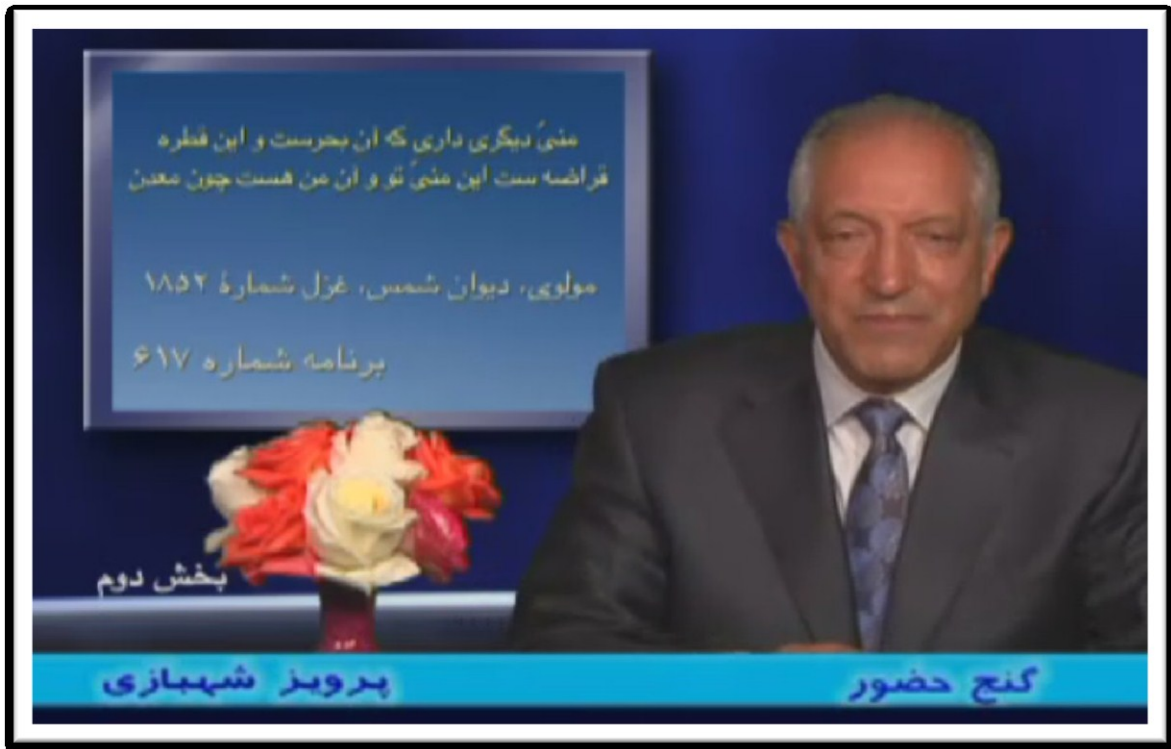 منیّ دیگری داری که آن بحرست و این قطره
قراضه ست این منیّ تو و آن من هست چون معدن
مولوی، دیوان شمس، غزل شمارهٔ ۱۸۵۲
برنامه شماره ۶۱۷
بخش دوم
گنج حضور
پرویز شهبازی